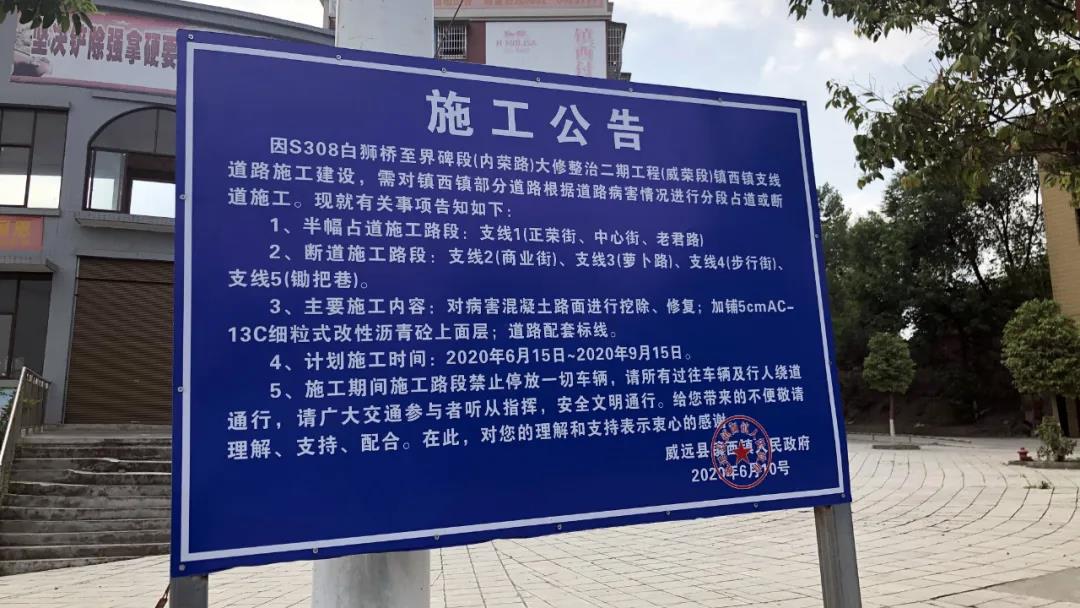 坚决扫除强拿硬要
镇西
施工公告
因S308白狮桥至界碑段(内荣路)大修整治二期工程(威荣段)镇西镇支线
道路施工建设，需对镇西镇部分道路根据道路病害情况进行分段占道或断
道施工。现就有关事项告知如下：
1、半幅占道施工路段：支线1(正荣街、中心街、老君路)
2、断道施工路段：支线2(商业街)、支线3(萝卜路)、支线4(步行街)、
支线5(锄把巷)。
3、主要施工内容：对病害混凝土路面进行挖除、修复；加铺5cmAC-
13C细粒式改性沥青砼上面层；道路配套标线。
4、计划施工时间：2020年6月15日~2020年9月15日。
5、施工期间施工路段禁止停放一切车辆，请所有过往车辆及行人绕道
通行，请广大交通参与者听从指挥，安全文明通行。给您带来的不便敬请
理解、支持、配合。在此，对您的理解和支持表示衷心的感谢
威远县镇西镇人民政府
2020年6月10号